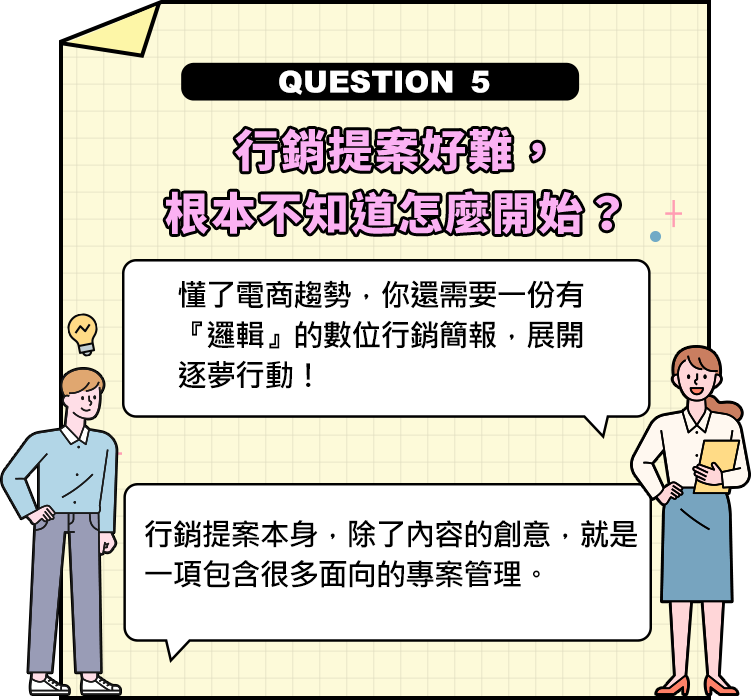 QUESTION 5
行銷提案好難，
根本不知道怎麼開始？
懂了電商趨勢，你還需要一份有
『邏輯』的數位行銷簡報，展開
逐夢行動！
行銷提案本身，除了內容的創意，就是
一項包含很多面向的專案管理。